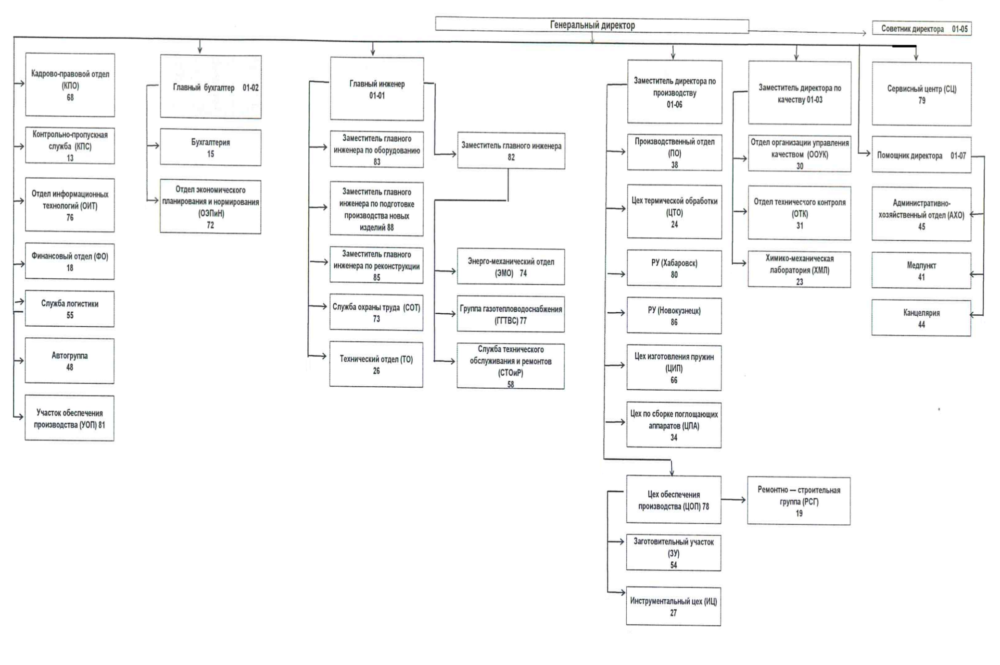 Генеральный директор
Советник директора 01-05
Кадрово-правовой отдел
(КПО)
68
Контрольно-пропускная
служба (КПС)
13
Отдел информационных
технологий (ОИТ)
76
Финансовый отдел (ФО)
18
Служба логистики
55
Автогруппа
48
Участок обеспечения
производства (УОП) 81
Главный бухгалтер 01-02
Бухгалтерия
15
Отдел экономического
планирования и нормирования
(ОЭПиН)
72
Главный инженер
01-01
Заместитель главного
инженера по оборудованию
83
Заместитель главного
инженера по подготовке
производства новых
изделий 88
Заместитель главного
инженера по реконструкции
85
Служба охраны труда (СОТ)
73
Технический отдел (ТО)
26
Заместитель главного инженера
82
Энерго-механический отдел
(ЭМО) 74
Группа газотепловодоснабжения
(ГГТВС) 77
Служба технического
обслуживания и ремонтов
(СТОиР)
58
Заместитель директора по
производству
01-06
Производственный отдел
(ПО)
38
Цех термической обработки
(ЦТО)
24
РУ (Хабаровск)
80
РУ (Новокузнецк)
86
Цех изготовления пружин
(ЦИП)
66
Цех по сборке поглощающих
аппаратов (ЦПА)
34
Цех обеспечения
производства (ЦОП) 78
Заготовительный участок
(ЗУ)
54
Инструментальный цех (ИЦ)
27
Ремонтно — строительная
группа (РСГ)
19
Заместитель директора по
качеству 01-03
Отдел организации управления
качеством (ООУК)
30
Отдел технического контроля
(ОТК)
31
Химико-механическая
лаборатория (ХМЛ)
23
Сервисный центр (СЦ)
79
Помощник директора 01-07
Административно-
хозяйственный отдел (АХО)
45
Медпункт
41
Канцелярия
44